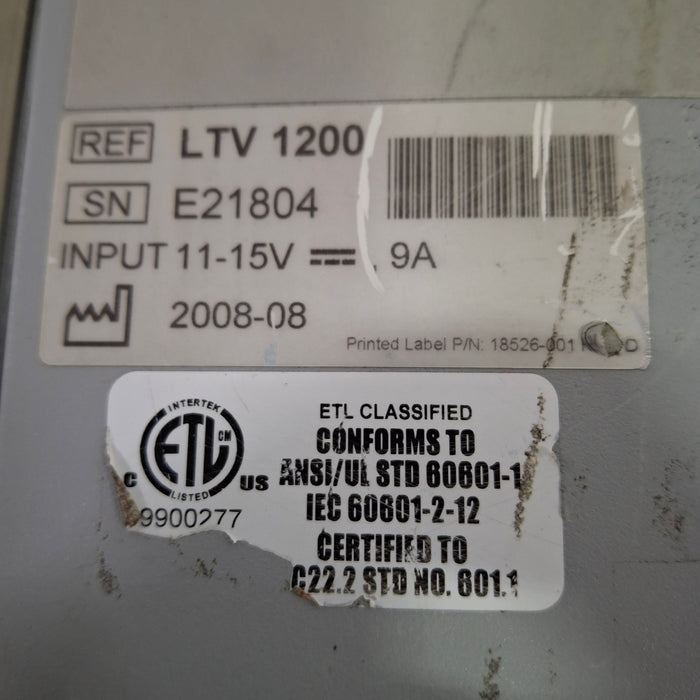 REF LTV 1200
SN E21804
INPUT 11-15V ⎓ , 9A
2008-08
Printed Label P/N: 18526-001 D
INTERTEK
ETL CM
LISTED
C US
9900277
ETL CLASSIFIED
CONFORMS TO
ANSI/UL STD 60601-1
IEC 60601-2-12
CERTIFIED TO
C22.2 STD NO. 601.1